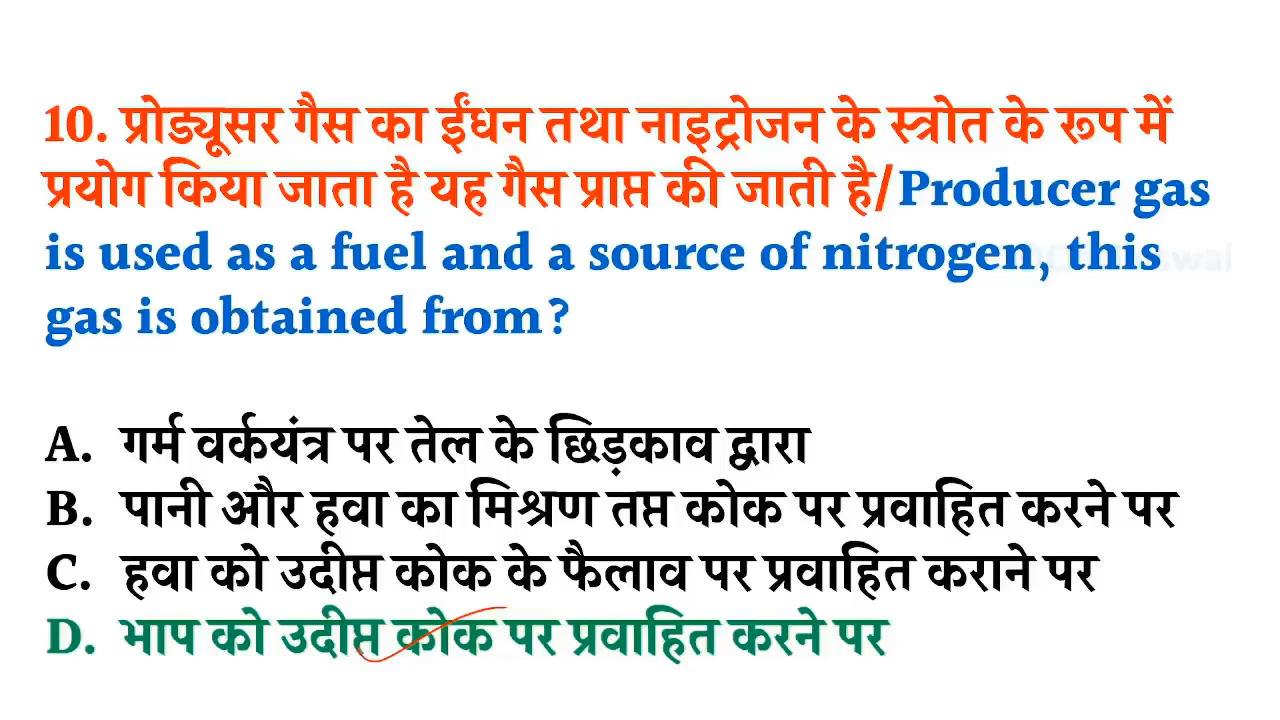 10. प्रोड्यूसर गैस का ईंधन तथा नाइट्रोजन के स्त्रोत के रूप में
प्रयोग किया जाता है यह गैस प्राप्त की जाती है/Producer gas
is used as a fuel and a source of nitrogen, this
gas is obtained from?
A. गर्म वर्कयंत्र पर तेल के छिड़काव द्वारा
B. पानी और हवा का मिश्रण तप्त कोक पर प्रवाहित करने पर
C. हवा को उदीप्त कोक के फैलाव पर प्रवाहित कराने पर
D. भाप को उदीप्त कोक पर प्रवाहित करने पर